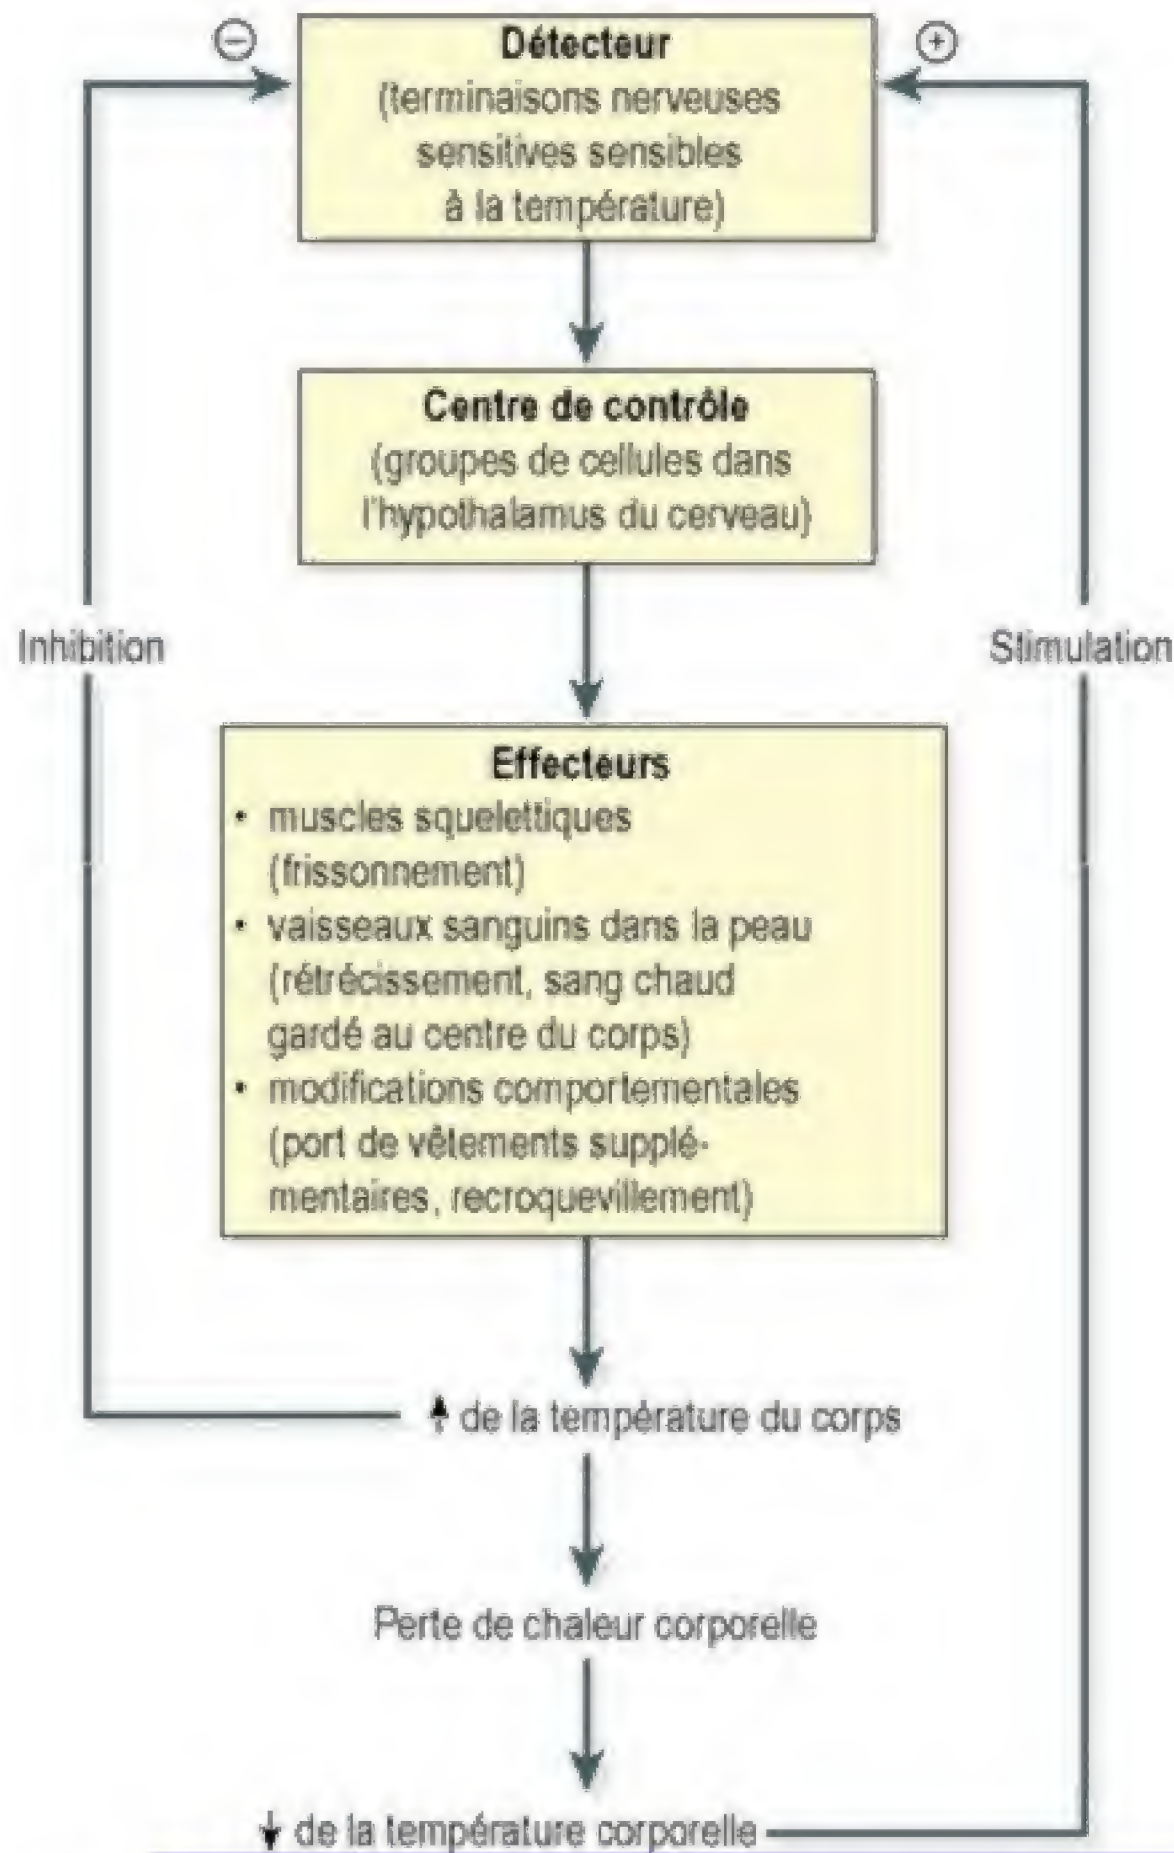 ⊖
Détecteur
⊕
(terminaisons nerveuses
sensitives sensibles
à la température)
Centre de contrôle
(groupes de cellules dans
l'hypothalamus du cerveau)
Inhibition
Stimulation
Effecteurs
• muscles squelettiques
(frissonnement)
• vaisseaux sanguins dans la peau
(rétrécissement, sang chaud
gardé au centre du corps)
• modifications comportementales
(port de vêtements supplé-
mentaires, recroquevillement)
↑ de la température du corps
Perte de chaleur corporelle
↓ de la température corporelle